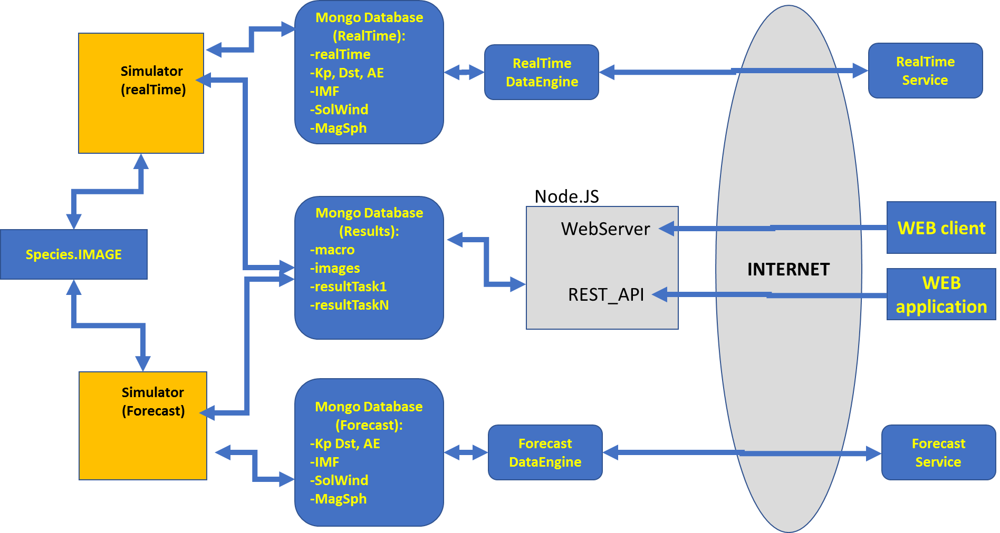 Mongo Database
(RealTime):
-realTime
-Kp, Dst, AE
-IMF
-SolWind
-MagSph
Simulator
(realTime)
RealTime
DataEngine
RealTime
Service
Species.IMAGE
Mongo Database
(Results):
-macro
-images
-resultTask1
-resultTaskN
Node.JS
WebServer
REST_API
INTERNET
WEB client
WEB
application
Simulator
(Forecast)
Mongo Database
(Forecast):
-Kp Dst, AE
-IMF
-SolWind
-MagSph
Forecast
DataEngine
Forecast
Service